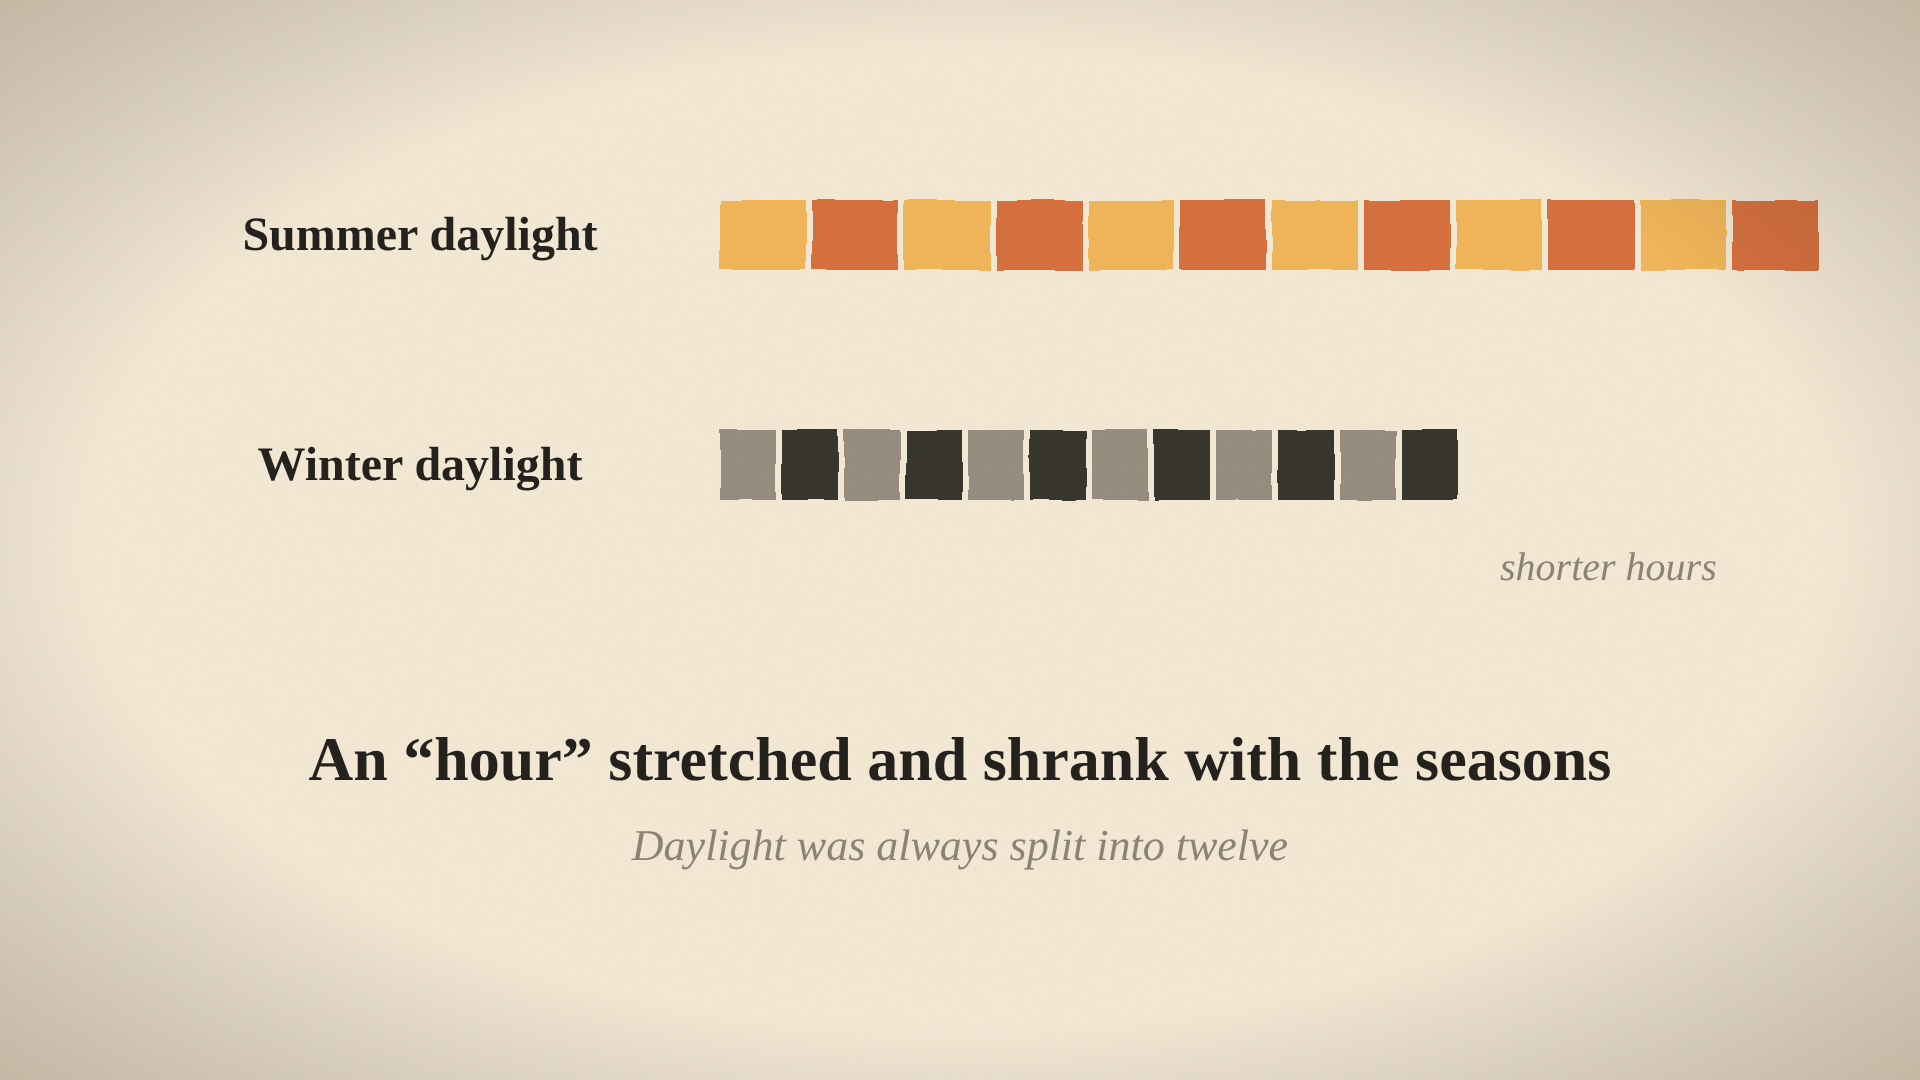 Summer daylight
Winter daylight
shorter hours
An “hour” stretched and shrank with the seasons
Daylight was always split into twelve